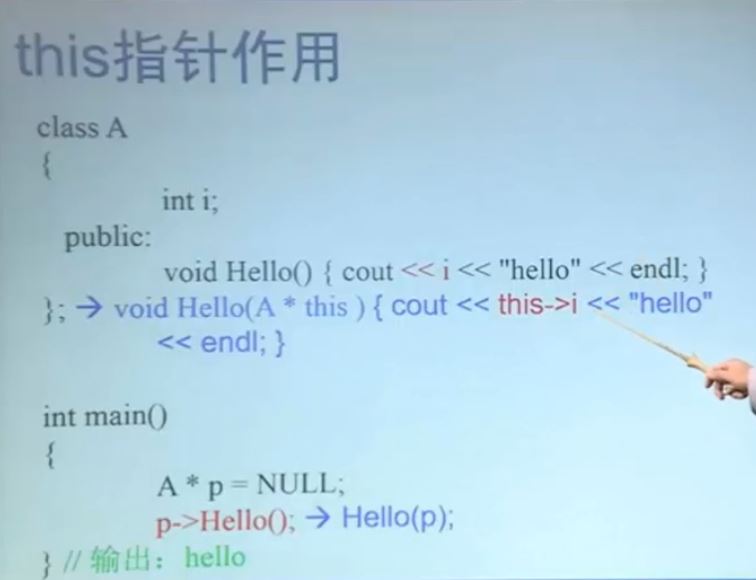 this指针作用
class A
{
int i;
public:
void Hello() { cout << i << "hello" << endl; }
}; → void Hello(A * this ) { cout << this->i << "hello"
<< endl; }
int main()
{
A * p = NULL;
p->Hello(); → Hello(p);
} // 输出：hello